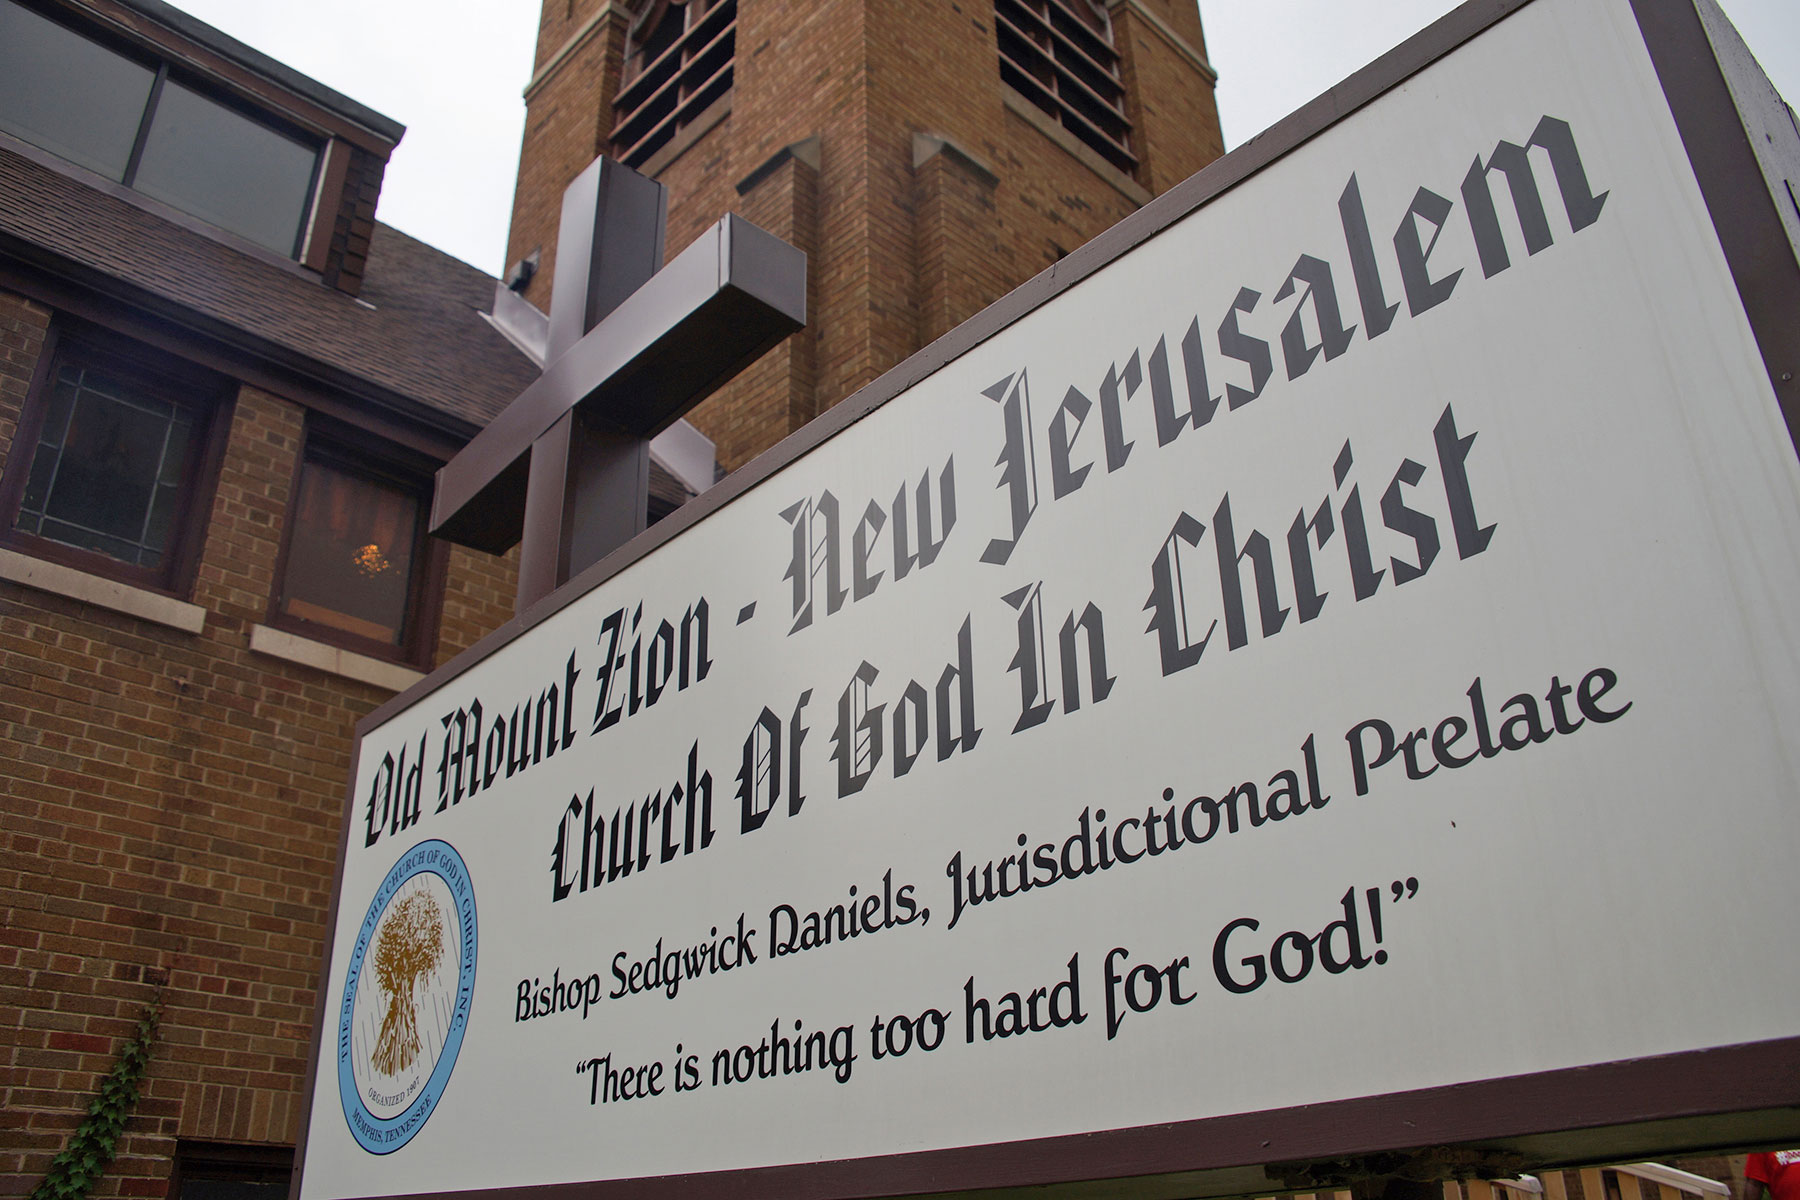 Old Mount Zion - New Jerusalem
Church Of God In Christ
Bishop Sedgwick Daniels, Jurisdictional Prelate
“There is nothing too hard for God!”
THE SEAL OF THE CHURCH OF GOD IN CHRIST, INC.
ORGANIZED 1907
MEMPHIS, TENNESSEE